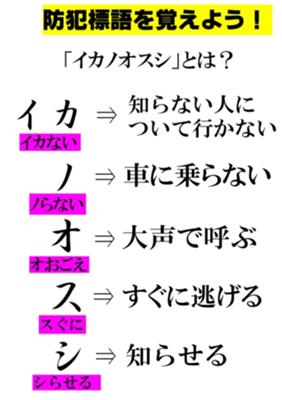 防犯標語を覚えよう！
「イカノオスシ」とは？
イカ ⇒ 知らない人に
ついて行かない
イカない
ノ ⇒ 車に乗らない
ノらない
オ ⇒ 大声で呼ぶ
オおごえ
ス ⇒ すぐに逃げる
スぐに
シ ⇒ 知らせる
シらせる